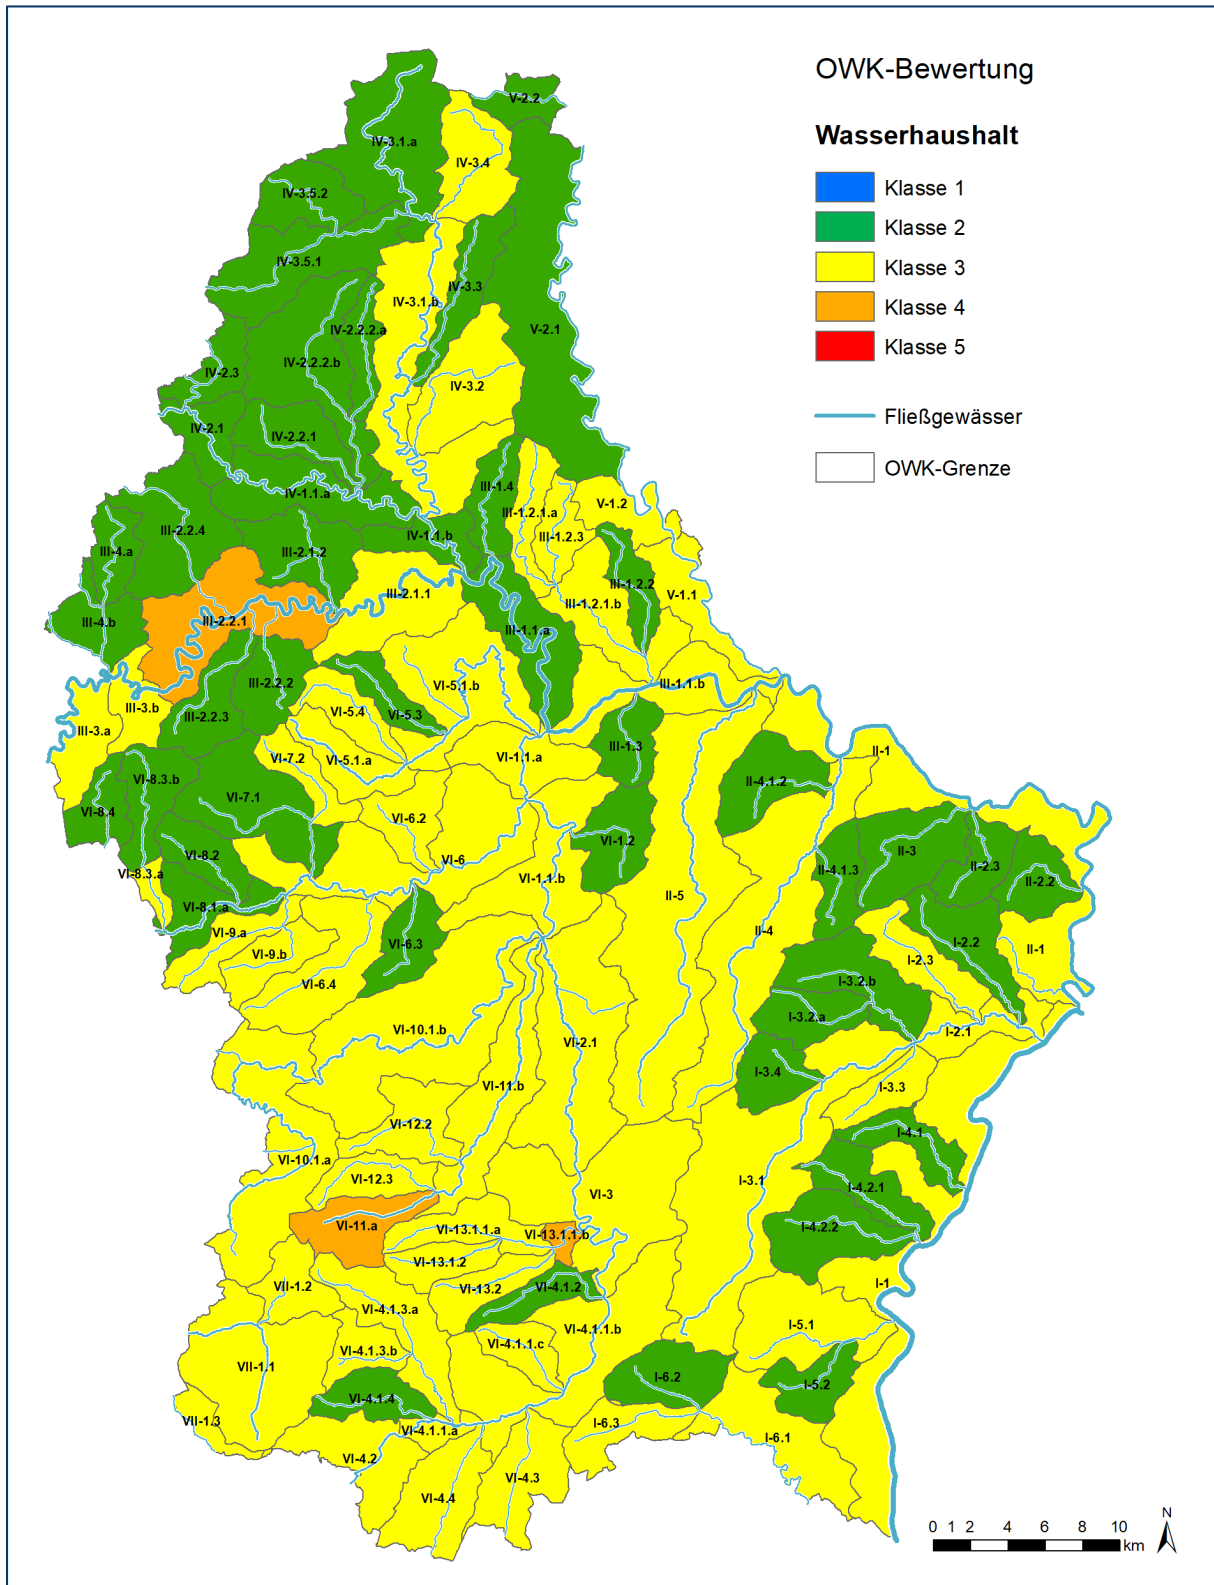 OWK-Bewertung
Wasserhaushalt
Klasse 1
Klasse 2
Klasse 3
Klasse 4
Klasse 5
Fließgewässer
OWK-Grenze
V-2.2
IV-3.1.a
IV-3.4
IV-3.5.2
IV-3.5.1
IV-3.3
IV-3.1.b
IV-2.2.2.a
V-2.1
IV-2.2.2.b
IV-2.3
IV-3.2
IV-2.1
IV-2.2.1
III-1.4
IV-1.1.a
V-1.2
III-1.2.1.a
III-2.2.4
IV-1.1.b
III-1.2.3
III-4.a
III-2.1.2
III-1.2.2
III-2.1.1
V-1.1
III-1.2.1.b
III-4.b
III-2.2.1
III-1.1.a
III-2.2.2
VI-5.1.b
III-1.1.b
III-3.b
VI-5.4
VI-5.3
III-2.2.3
III-3.a
III-1.3
II-1
VI-7.2
VI-5.1.a
VI-1.1.a
VI-8.3.b
II-4.1.2
VI-7.1
VI-8.4
VI-6.2
VI-1.2
II-3
VI-8.2
VI-6
II-2.3
II-4.1.3
VI-8.3.a
VI-1.1.b
II-2.2
II-5
VI-8.1.a
VI-9.a
II-4
I-2.2
VI-6.3
II-1
VI-9.b
I-2.3
VI-6.4
I-3.2.b
I-3.2.a
VI-10.1.b
I-2.1
VI-2.1
I-3.4
VI-11.b
I-3.3
VI-12.2
I-4.1
VI-10.1.a
VI-12.3
I-3.1
I-4.2.1
VI-3
VI-11.a
I-4.2.2
VI-13.1.1.a
VI-13.1.1.b
VI-13.1.2
I-1
VII-1.2
VI-13.2
VI-4.1.2
VI-4.1.3.a
I-5.1
VI-4.1.1.b
VI-4.1.1.c
VI-4.1.3.b
VII-1.1
I-6.2
I-5.2
VI-4.1.4
VII-1.3
I-6.3
VI-4.1.1.a
I-6.1
VI-4.2
VI-4.3
VI-4.4
N
0 1 2 4 6 8 10
km